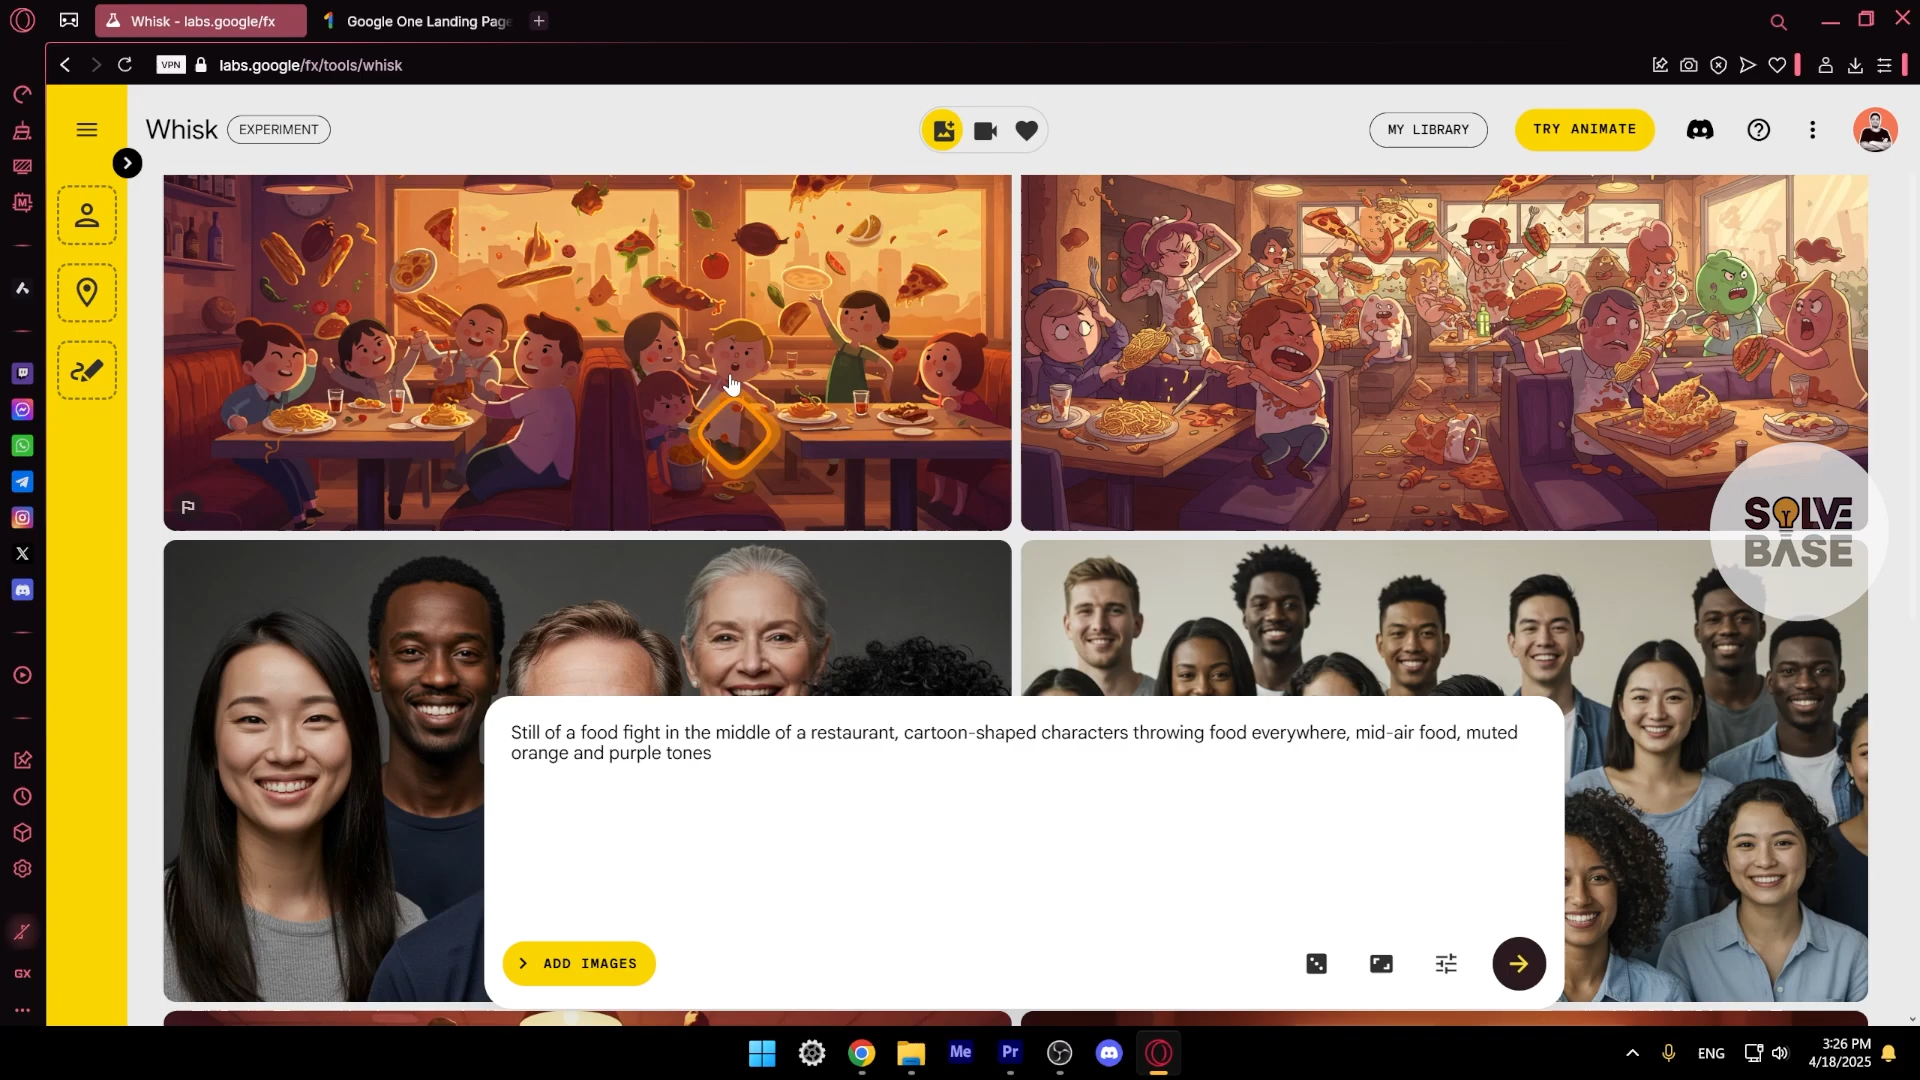 Whisk - labs.google/fx
Google One Landing Page
VPN
labs.google/fx/tools/whisk
Whisk
EXPERIMENT
MY LIBRARY
TRY ANIMATE
SOLVE
BASE
Still of a food fight in the middle of a restaurant, cartoon-shaped characters throwing food everywhere, mid-air food, muted
orange and purple tones
ADD IMAGES
GX
Me
Pr
ENG
3:26 PM
4/18/2025